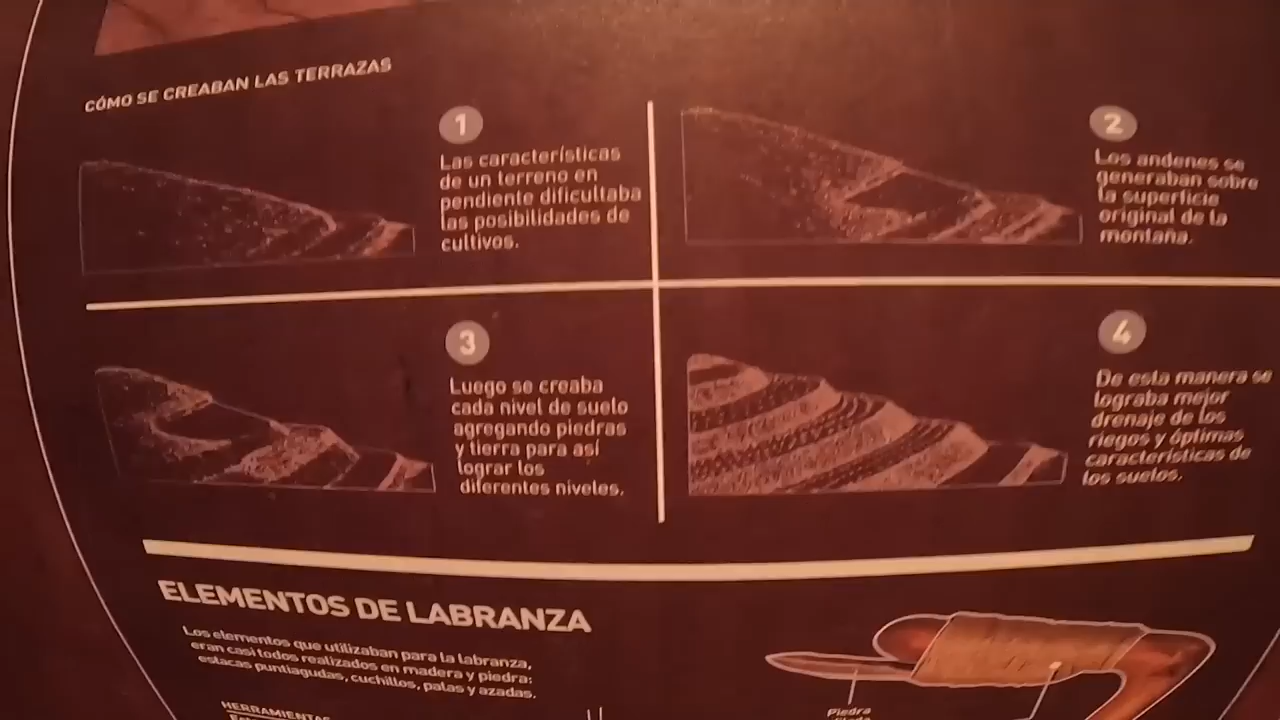 CÓMO SE CREABAN LAS TERRAZAS
1
Las características
de un terreno en
pendiente dificultaba
las posibilidades de
cultivos.
2
Los andenes se
generaban sobre
la superficie
original de la
montaña.
3
Luego se creaba
cada nivel de suelo
agregando piedras
y tierra para así
lograr los
diferentes niveles.
4
De esta manera se
lograba mejor
drenaje de los
riegos y óptimas
características de
los suelos.
ELEMENTOS DE LABRANZA
Los elementos que utilizaban para la labranza,
eran casi todos realizados en madera y piedra:
estacas puntiagudas, cuchillos, palas y azadas.
HERRAMIENTAS
Piedra